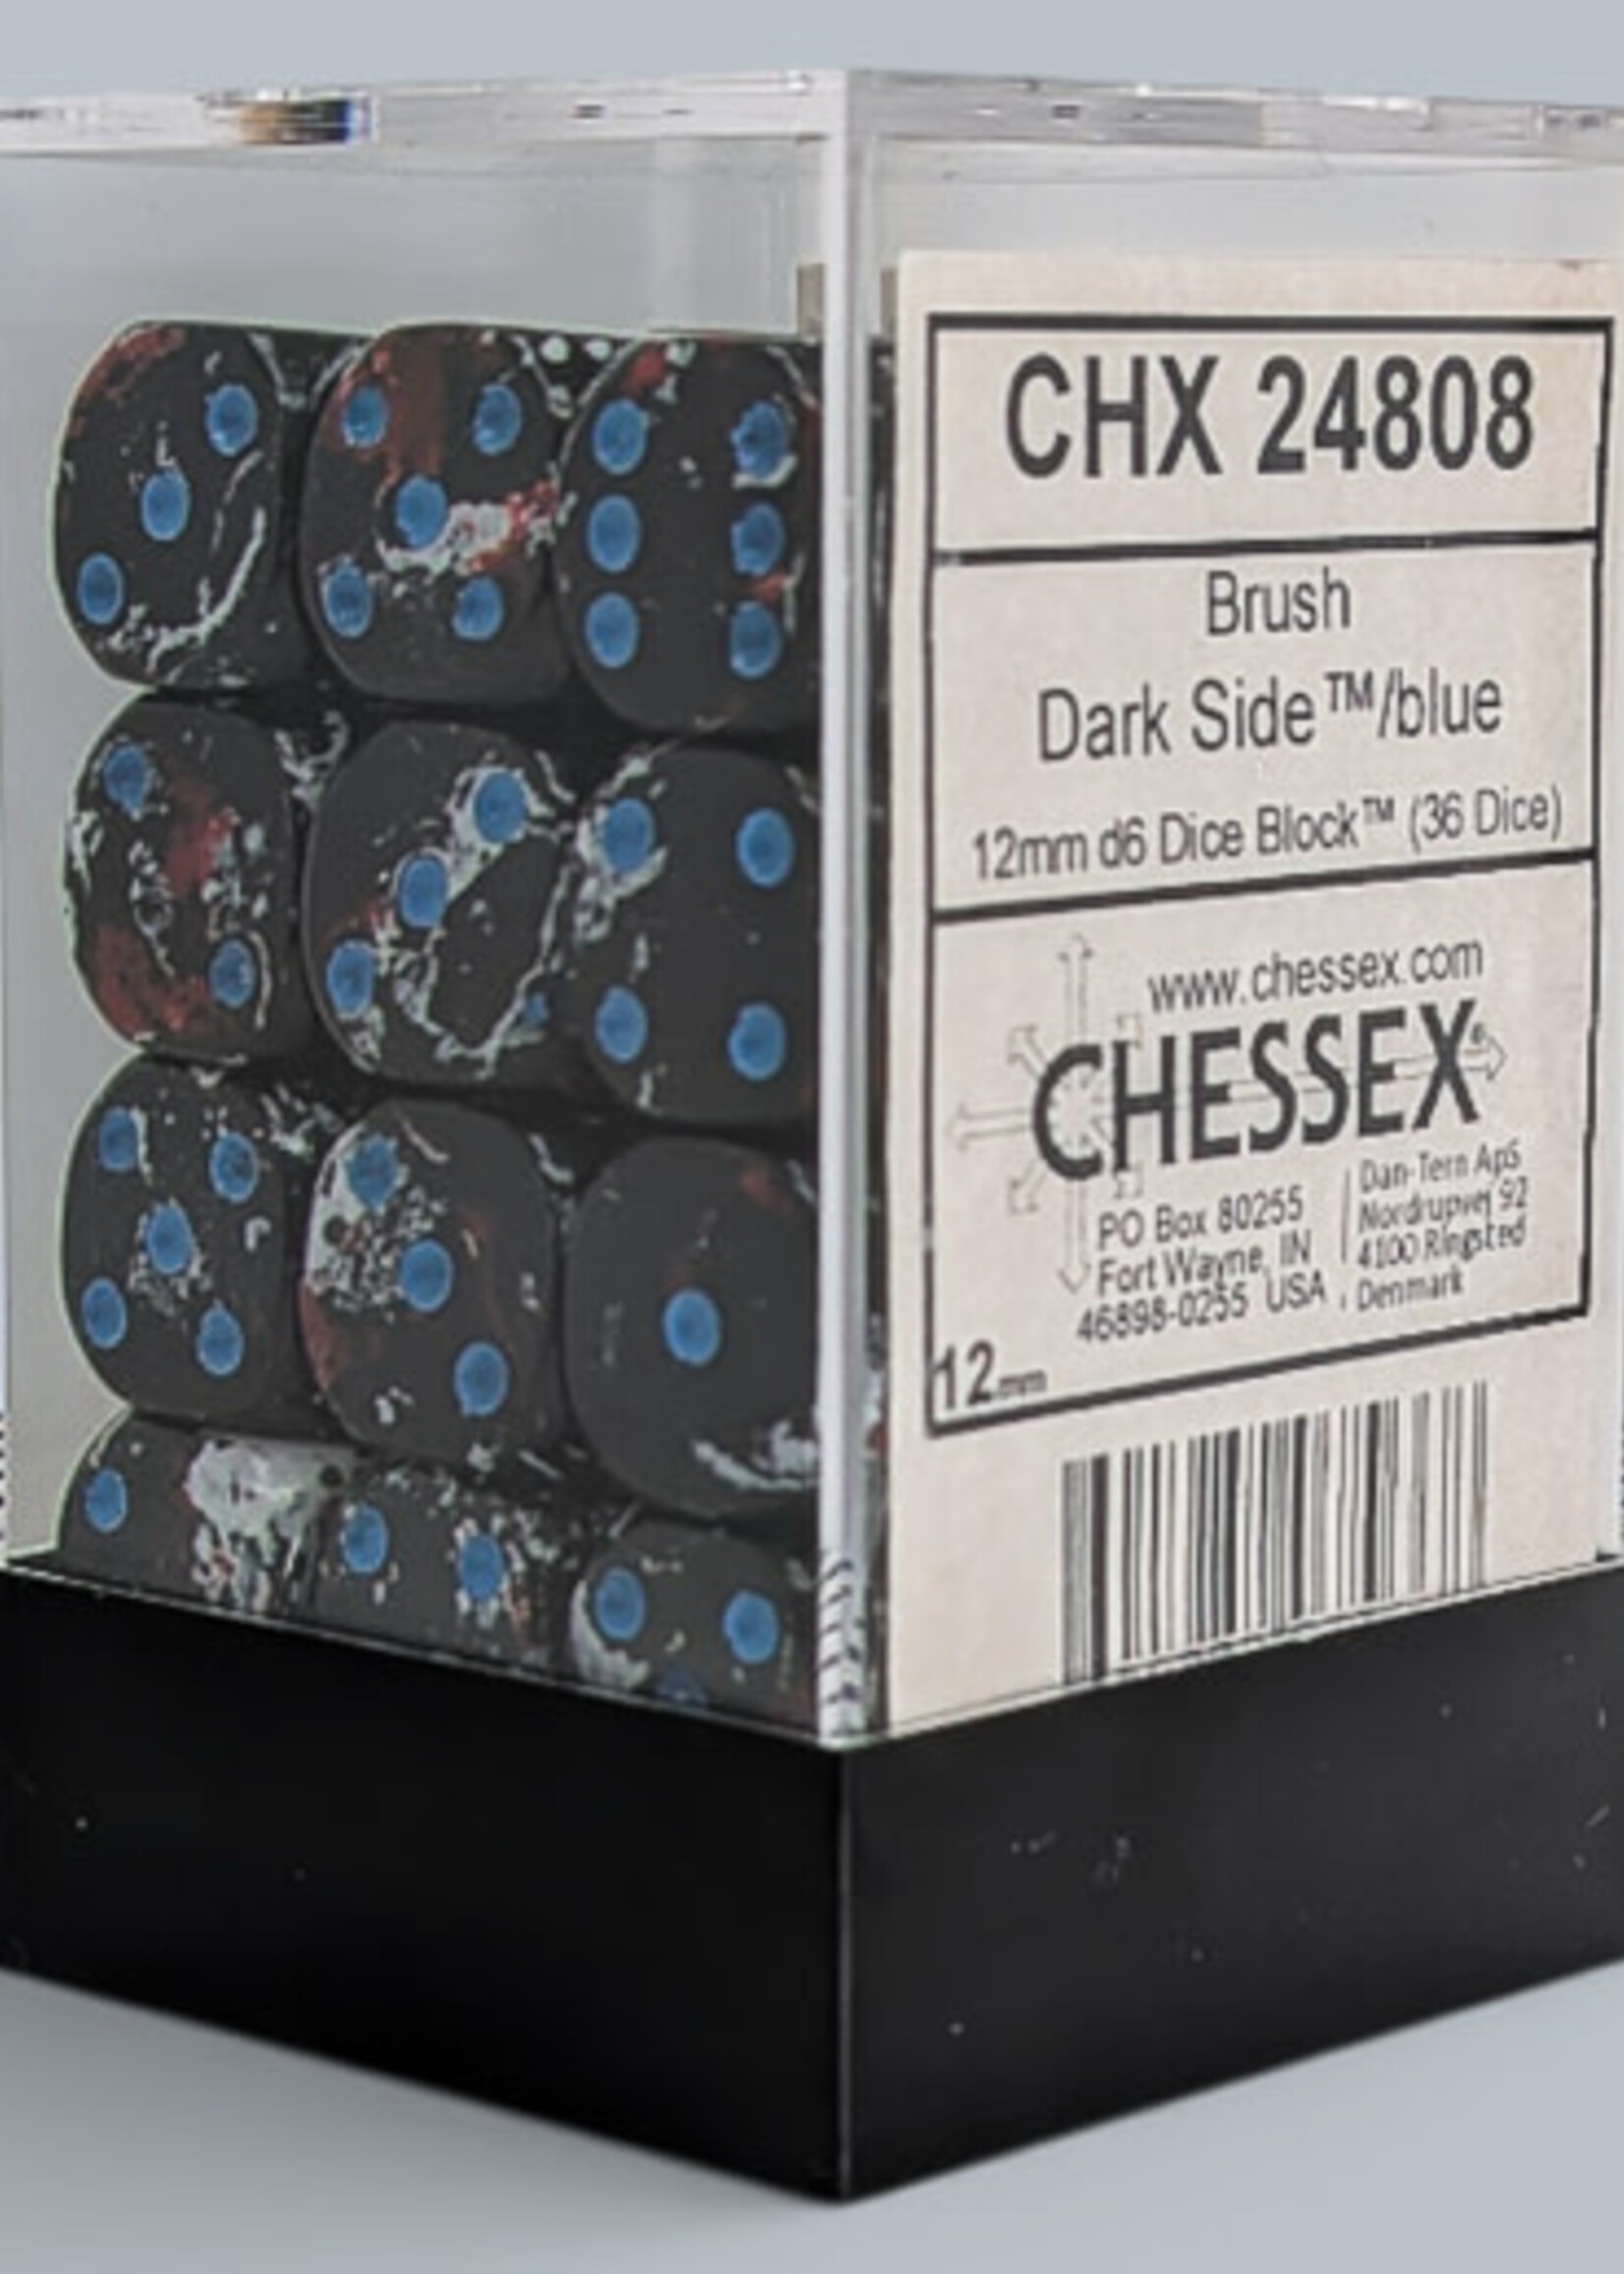 CHX 24808
Brush
Dark Side™/blue
12mm d6 Dice Block™ (36 Dice)
www.chessex.com
CHESSEX®
PO Box 80255
Fort Wayne, IN
46898-0255 USA
Dan-Tern ApS
Nordrupvej 92
4100 Ringsted
Denmark
12mm